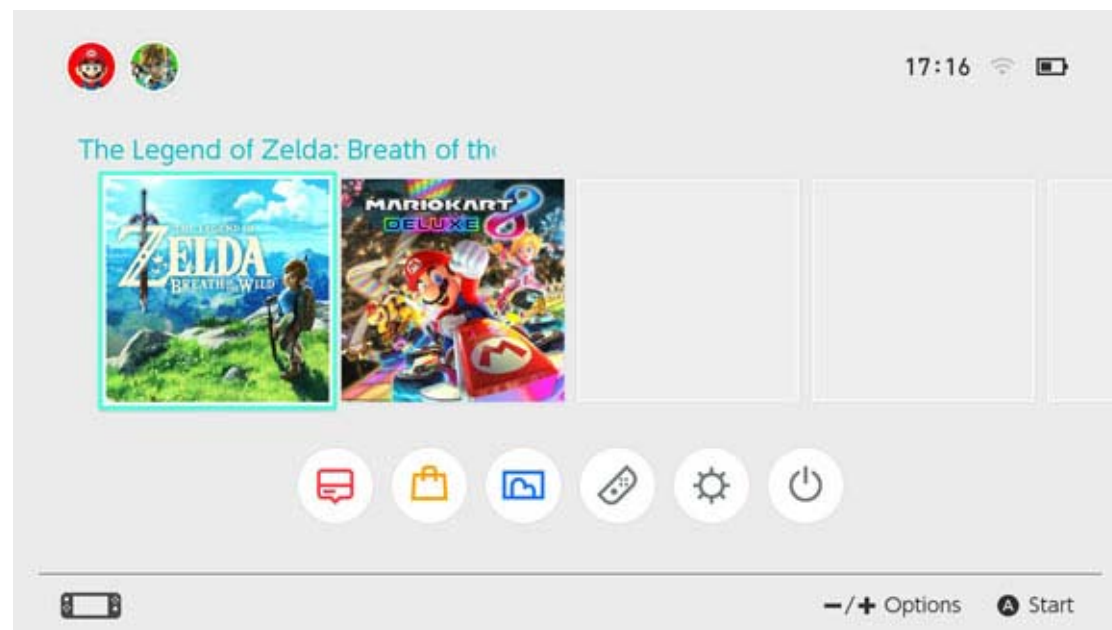 17:16
The Legend of Zelda: Breath of th
THE LEGEND OF
ZELDA
BREATH OF THE WILD
MARIOKART 8
DELUXE
M
-/+ Options A Start